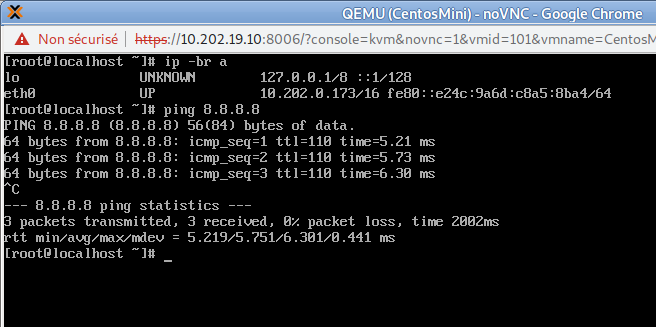 QEMU (CentosMini) - noVNC - Google Chrome
Non sécurisé https://10.202.19.10:8006/?console=kvm&novnc=1&vmid=101&vmname=CentosM
[root@localhost ]# ip -br a
lo UNKNOWN 127.0.0.1/8 ::1/128
eth0 UP 10.202.0.173/16 fe80::e24c:9a6d:c8a5:8ba4/64
[root@localhost ]# ping 8.8.8.8
PING 8.8.8.8 (8.8.8.8) 56(84) bytes of data.
64 bytes from 8.8.8.8: icmp_seq=1 ttl=110 time=5.21 ms
64 bytes from 8.8.8.8: icmp_seq=2 ttl=110 time=5.73 ms
64 bytes from 8.8.8.8: icmp_seq=3 ttl=110 time=6.30 ms
^C
--- 8.8.8.8 ping statistics ---
3 packets transmitted, 3 received, 0% packet loss, time 2002ms
rtt min/avg/max/mdev = 5.219/5.751/6.301/0.441 ms
[root@localhost ]# _